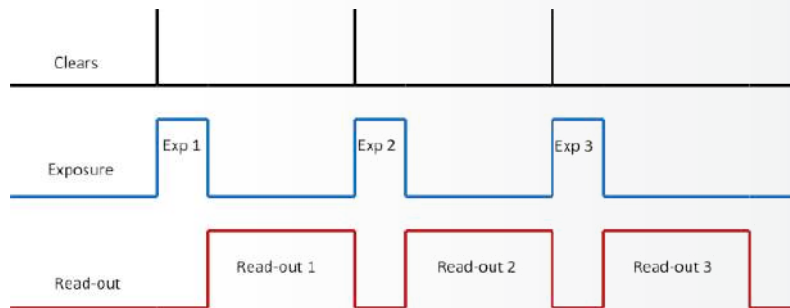 Clears
Exp 1
Exp 2
Exp 3
Exposure
Read-out 1
Read-out 2
Read-out 3
Read-out